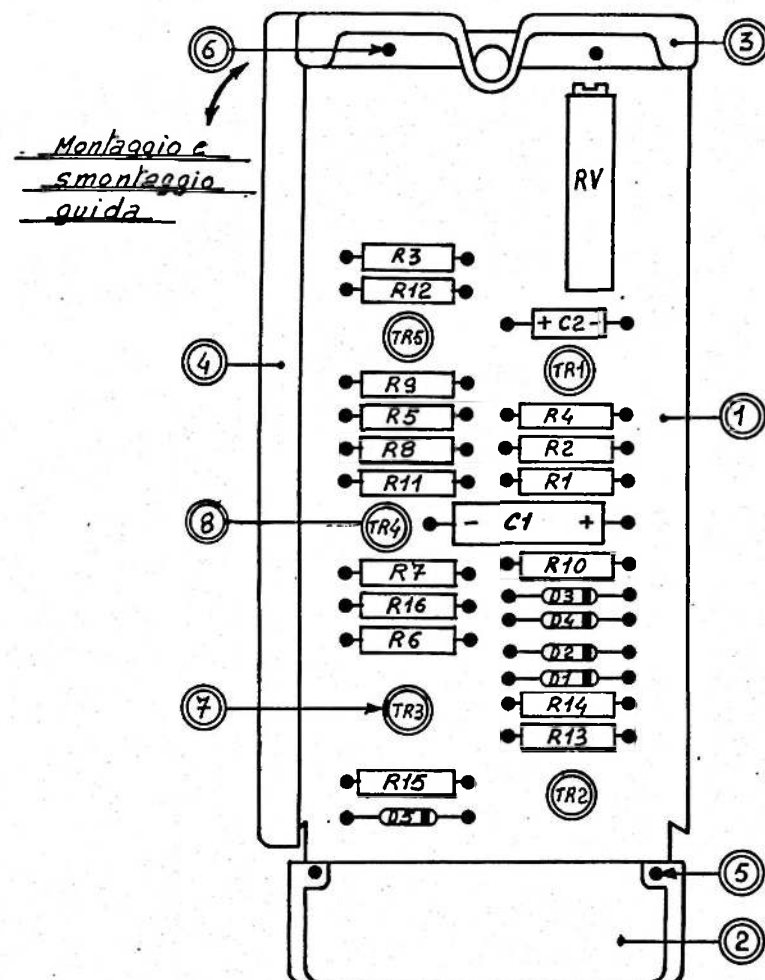 6
3
Montaggio e
smontaggio
guida
RV
R3
R12
+ C2 -
TR5
TR1
4
R9
R5
R4
1
R8
R2
R11
R1
8
TR4
- C1 +
R7
R10
R16
D3
D4
R6
D2
D1
7
TR3
R14
R13
R15
TR2
D5
5
2